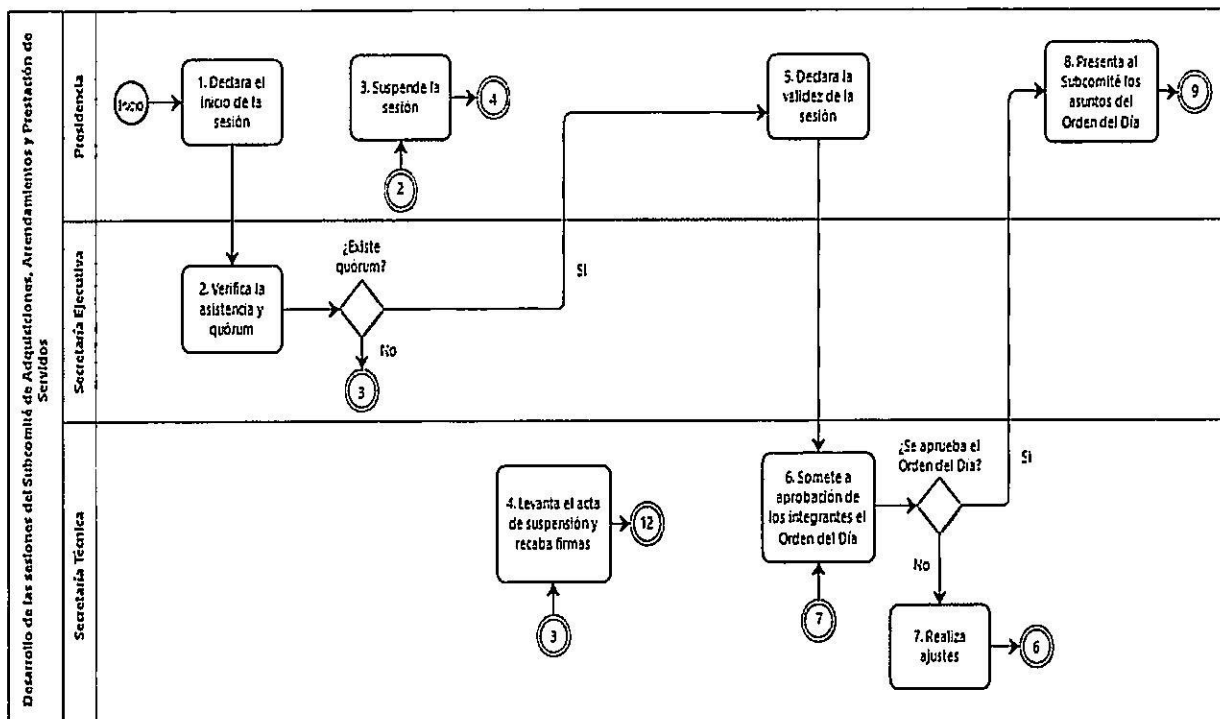 Desarrollo de las sesiones del Subcomité de Adquisiciones, Arrendamientos y Prestación de
Servidos
Presidencia
Inicio
1. Declara el
Inicio de la
sesión
3. Suspende la
sesión
4
2
5. Declara la
validez de la
sesión
8. Presenta al
Subcomité los
asuntos del
Orden del Día
9
Secretaría Ejecutiva
2. Verifica la
asistencia y
quórum
¿Existe
quórum?
Si
No
3
Secretaría Técnica
4. Levanta el acta
de suspensión y
recaba firmas
12
3
6. Somete a
aprobación de
los integrantes el
Orden del Día
7
¿Se aprueba el
Orden del Día?
Si
No
7. Realiza
ajustes
6